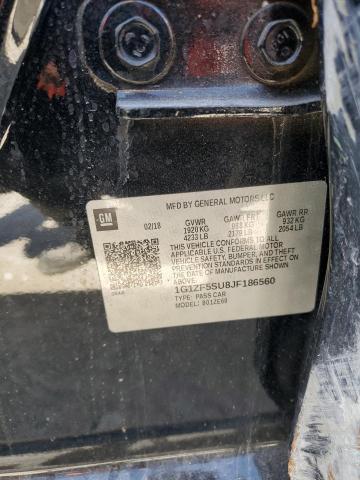 MFD BY GENERAL MOTORS LLC
GM
02/18
GVWR GAWR FRT GAWR RR
1920 KG 988 KG 932 KG
4233 LB 2179 LB 2054 LB
THIS VEHICLE CONFORMS TO ALL
APPLICABLE U.S. FEDERAL MOTOR
VEHICLE SAFETY, BUMPER, AND THEFT
PREVENTION STANDARDS IN EFFECT
ON THE DATE OF MANUFACTURE
SHOWN ABOVE.
1G1ZF5SU8JF186560
TYPE: PASS CAR
MODEL: